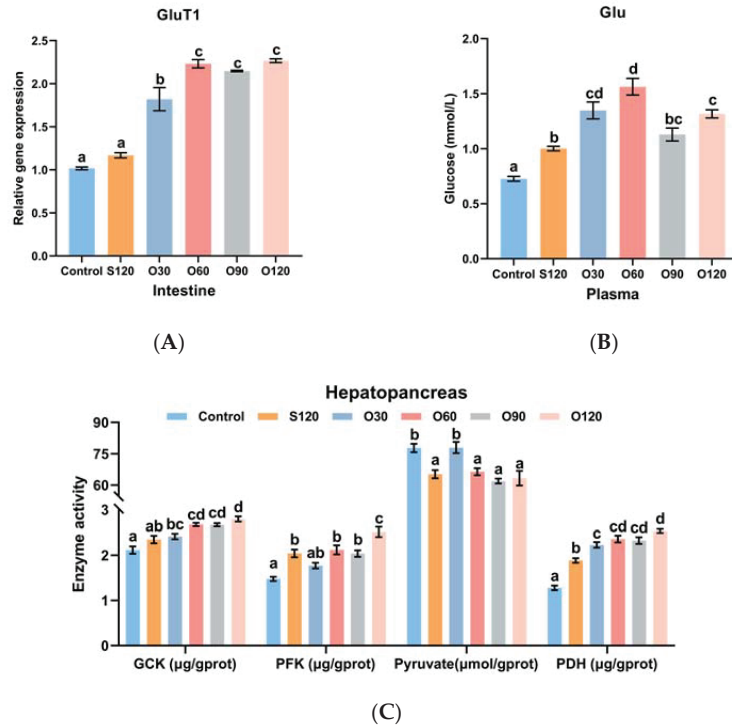 GluT1
Relative gene expression
2.5
2.0
1.5
1.0
0.5
0.0
a a b c c c
Control S120 O30 O60 O90 O120
Intestine
(A)
Glu
Glucose (mmol/L)
2.0
1.5
1.0
0.5
0.0
a b cd d bc c
Control S120 O30 O60 O90 O120
Plasma
(B)
Hepatopancreas
Control S120 O30 O60 O90 O120
Enzyme activity
90
75
60
3
2
1
0
a ab bc cd cd d
a b ab b b c
b a b a a a
a b c cd cd d
GCK (μg/gprot) PFK (μg/gprot) Pyruvate(μmol/gprot) PDH (μg/gprot)
(C)